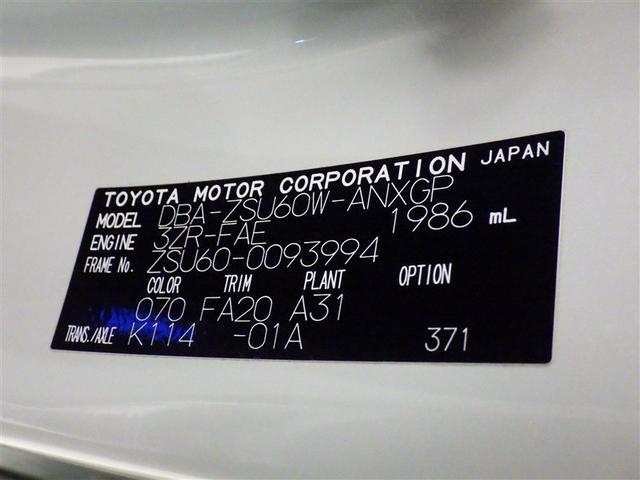 TOYOTA MOTOR CORPORATION JAPAN
MODEL DBA-ZSU60W-ANXGP
ENGINE 3ZR-FAE 1986 mL
FRAME No. ZSU60-0093994
COLOR TRIM PLANT OPTION
070 FA20 A31
TRANS./AXLE K114 -01A 371